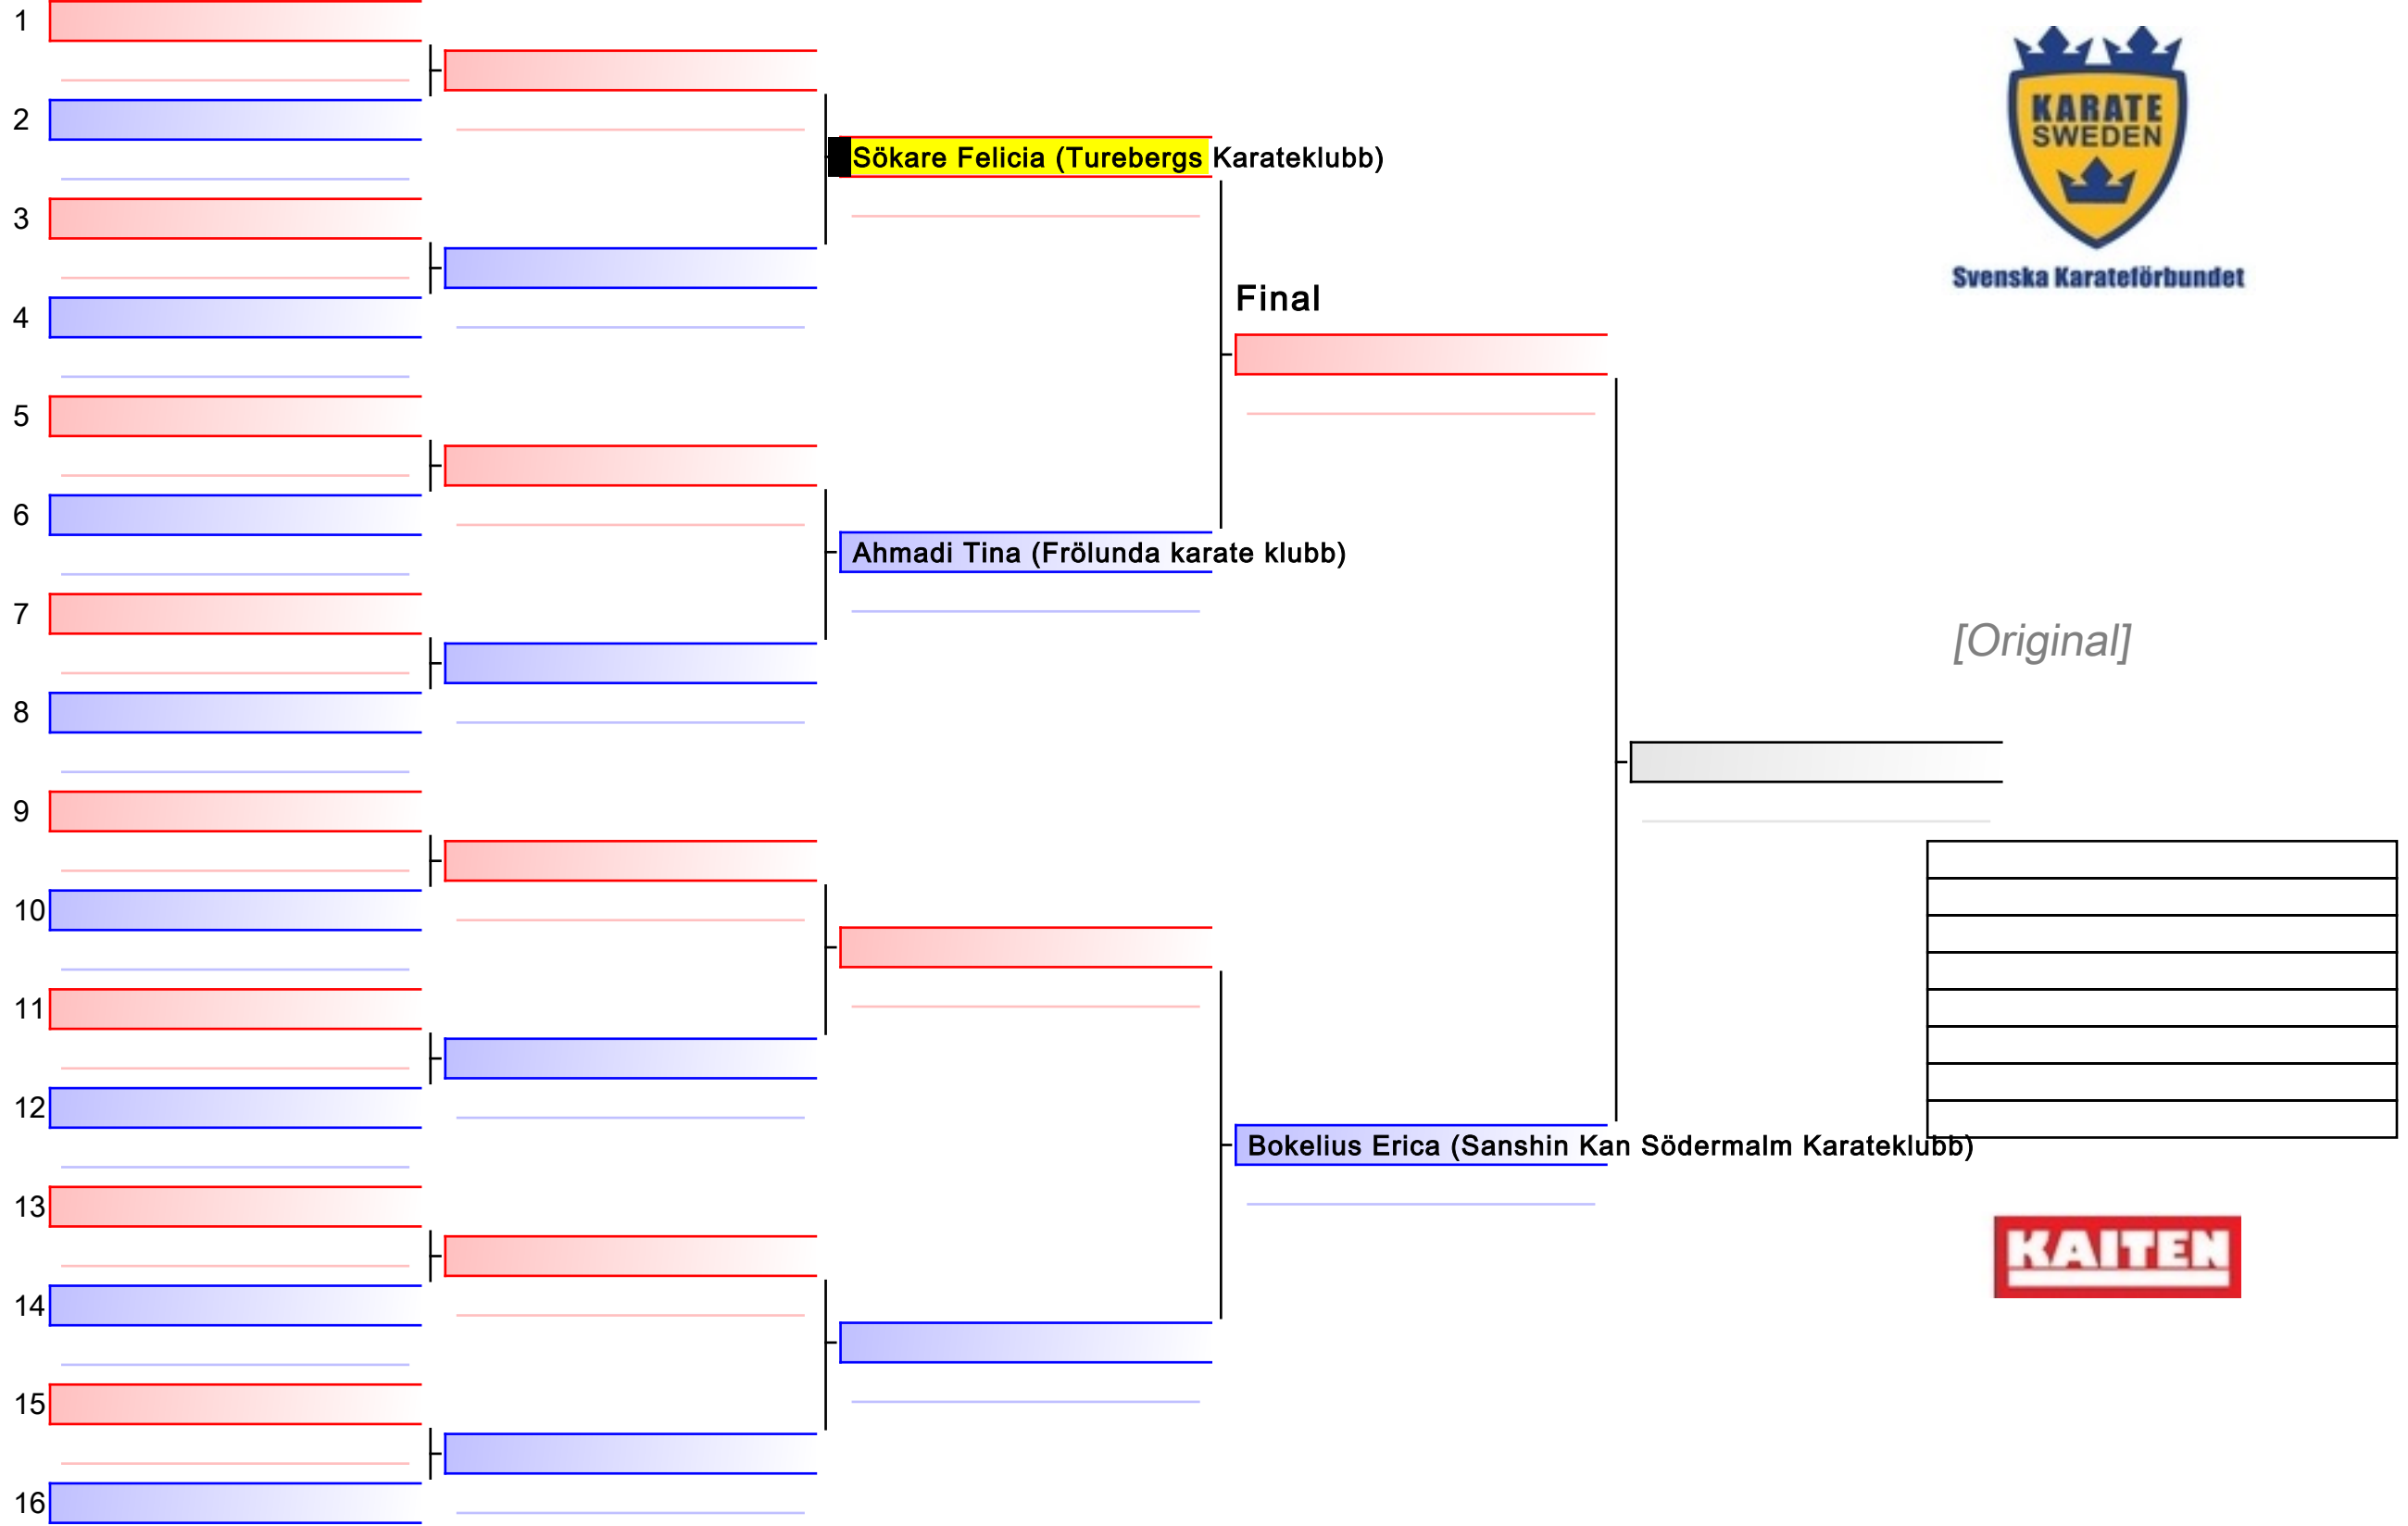 1
2
KARATE
SWEDEN
Sökare Felicia (Turebergs Karateklubb)
3
Svenska Karateförbundet
Final
4
5
6
Ahmadi Tina (Frölunda karate klubb)
7
[Original]
8
9
10
11
12
Bokelius Erica (Sanshin Kan Södermalm Karateklubb)
13
KAITEN
14
15
16